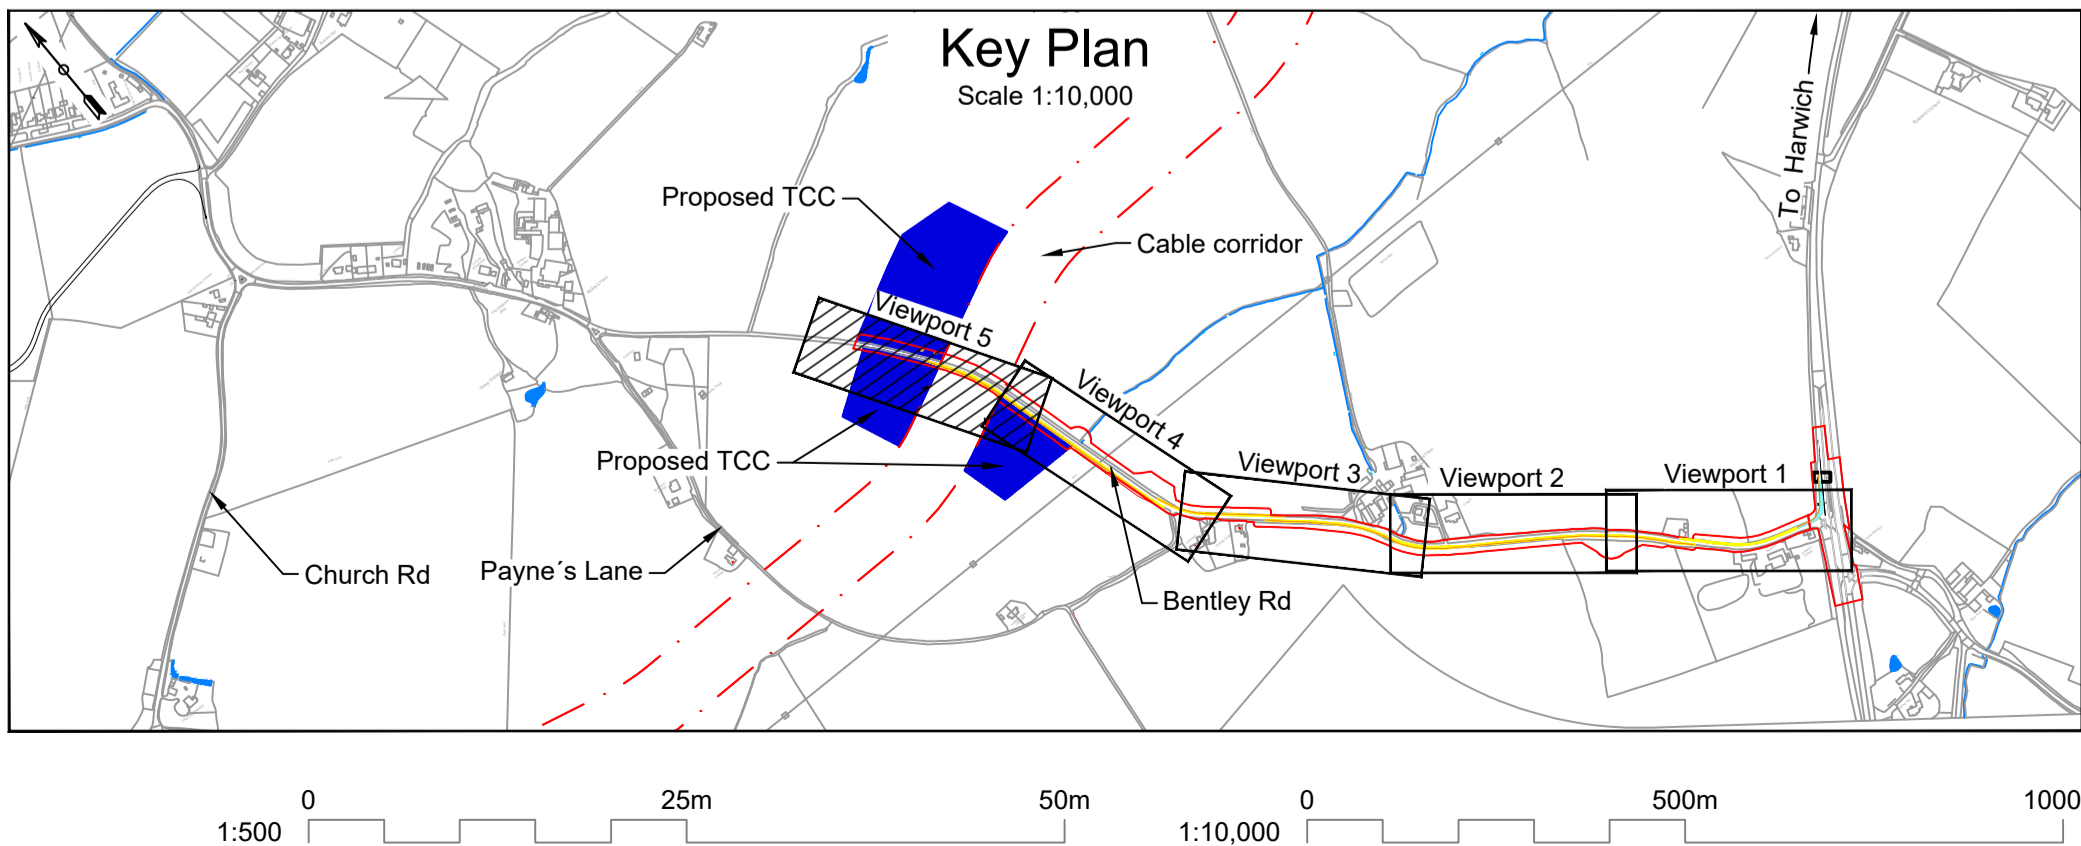 Key Plan
Scale 1:10,000
To Harwich
Proposed TCC
Cable corridor
Viewport 5
Viewport 4
Proposed TCC
Viewport 3
Viewport 2
Viewport 1
Church Rd
Payne´s Lane
Bentley Rd
0 25m 50m
1:500
0 500m 1000
1:10,000